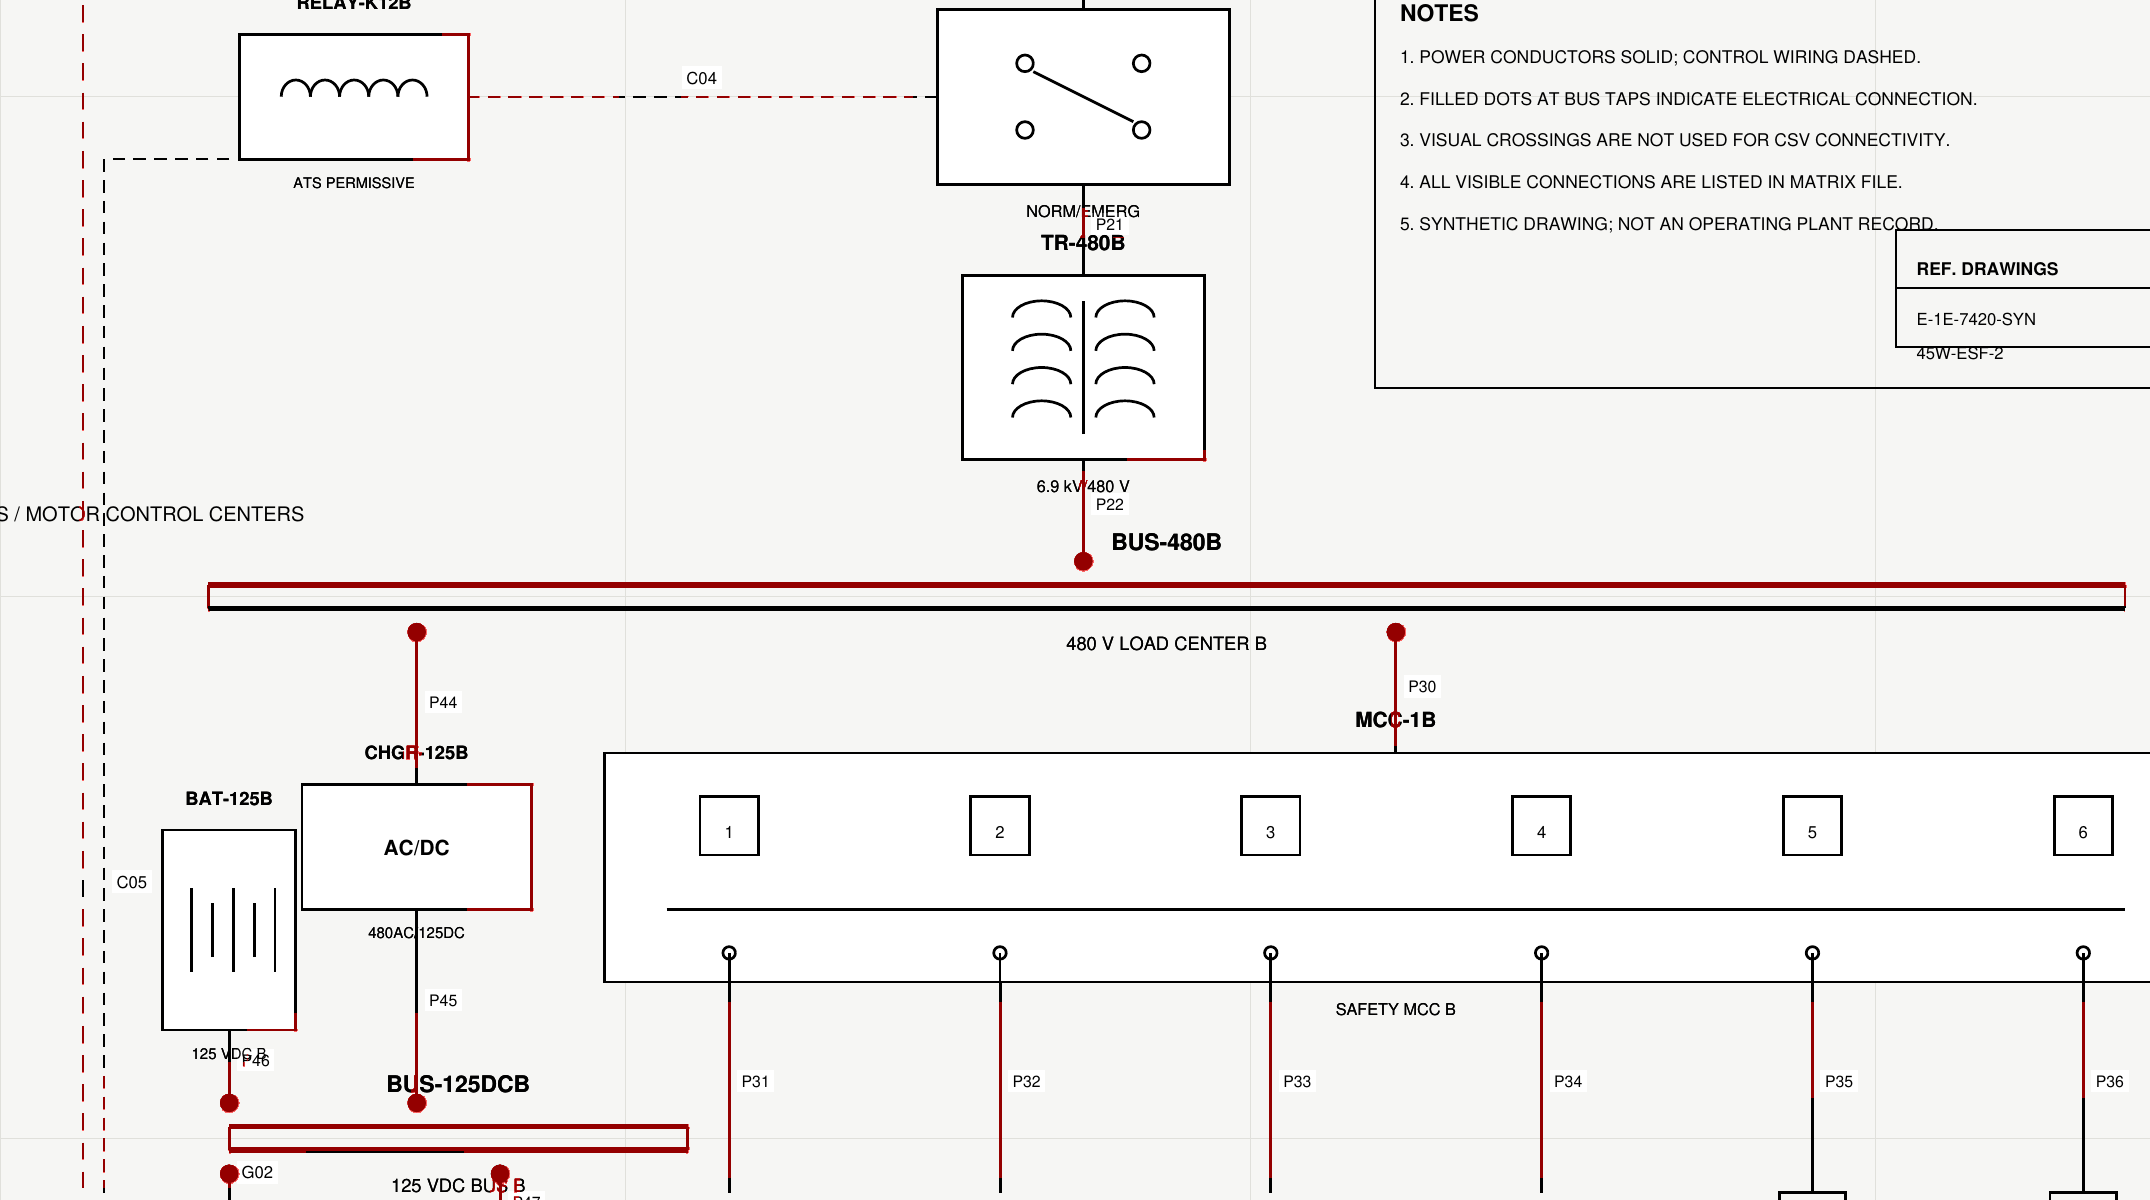 RELAY-K12B
ATS PERMISSIVE
C04
NORM/EMERG
P21
TR-480B
6.9 kV/480 V
P22
NOTES
1. POWER CONDUCTORS SOLID; CONTROL WIRING DASHED.
2. FILLED DOTS AT BUS TAPS INDICATE ELECTRICAL CONNECTION.
3. VISUAL CROSSINGS ARE NOT USED FOR CSV CONNECTIVITY.
4. ALL VISIBLE CONNECTIONS ARE LISTED IN MATRIX FILE.
5. SYNTHETIC DRAWING; NOT AN OPERATING PLANT RECORD.
REF. DRAWINGS
E-1E-7420-SYN
45W-ESF-2
S / MOTOR CONTROL CENTERS
BUS-480B
480 V LOAD CENTER B
P44
P30
CHGR-125B
MCC-1B
BAT-125B
AC/DC
1
2
3
4
5
6
C05
480AC/125DC
P45
SAFETY MCC B
125 VDC B
P46
BUS-125DCB
P31
P32
P33
P34
P35
P36
G02
125 VDC BUS B
P47